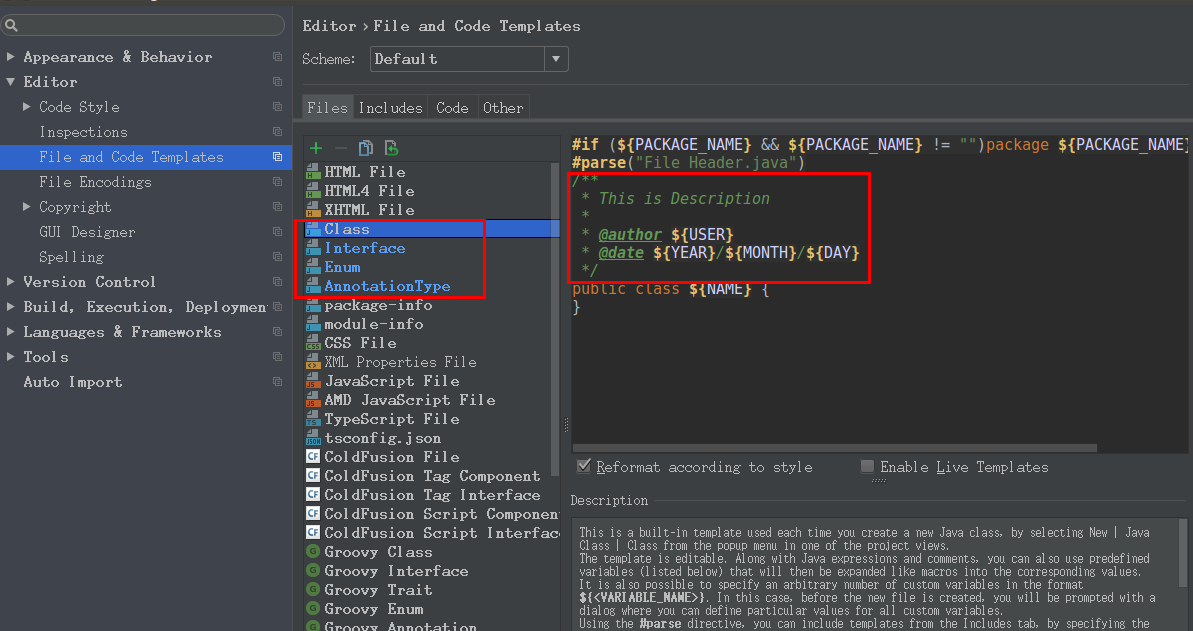 Appearance & Behavior
Editor
Code Style
Inspections
File and Code Templates
File Encodings
Copyright
GUI Designer
Spelling
Version Control
Build, Execution, Deploymen
Languages & Frameworks
Tools
Auto Import
Editor › File and Code Templates
Scheme: Default
Files Includes Code Other
HTML File
HTML4 File
XHTML File
Class
Interface
Enum
AnnotationType
package-info
module-info
CSS File
XML Properties File
JavaScript File
AMD JavaScript File
TypeScript File
tsconfig.json
ColdFusion File
ColdFusion Tag Component
ColdFusion Tag Interface
ColdFusion Script Componen
ColdFusion Script Interfac
Groovy Class
Groovy Interface
Groovy Trait
Groovy Enum
Groovy Annotation
#if (${PACKAGE_NAME} && ${PACKAGE_NAME} != "")package ${PACKAGE_NAME}
#parse("File Header.java")
/**
* This is Description
*
* @author ${USER}
* @date ${YEAR}/${MONTH}/${DAY}
*/
public class ${NAME} {
}
Reformat according to style
Enable Live Templates
Description
This is a built-in template used each time you create a new Java class, by selecting New | Java
Class | Class from the popup menu in one of the project views.
The template is editable. Along with Java expressions and comments, you can also use predefined
variables (listed below) that will then be expanded like macros into the corresponding values.
It is also possible to specify an arbitrary number of custom variables in the format
${<VARIABLE_NAME>}. In this case, before the new file is created, you will be prompted with a
dialog where you can define particular values for all custom variables.
Using the #parse directive, you can include templates from the Includes tab, by specifying the